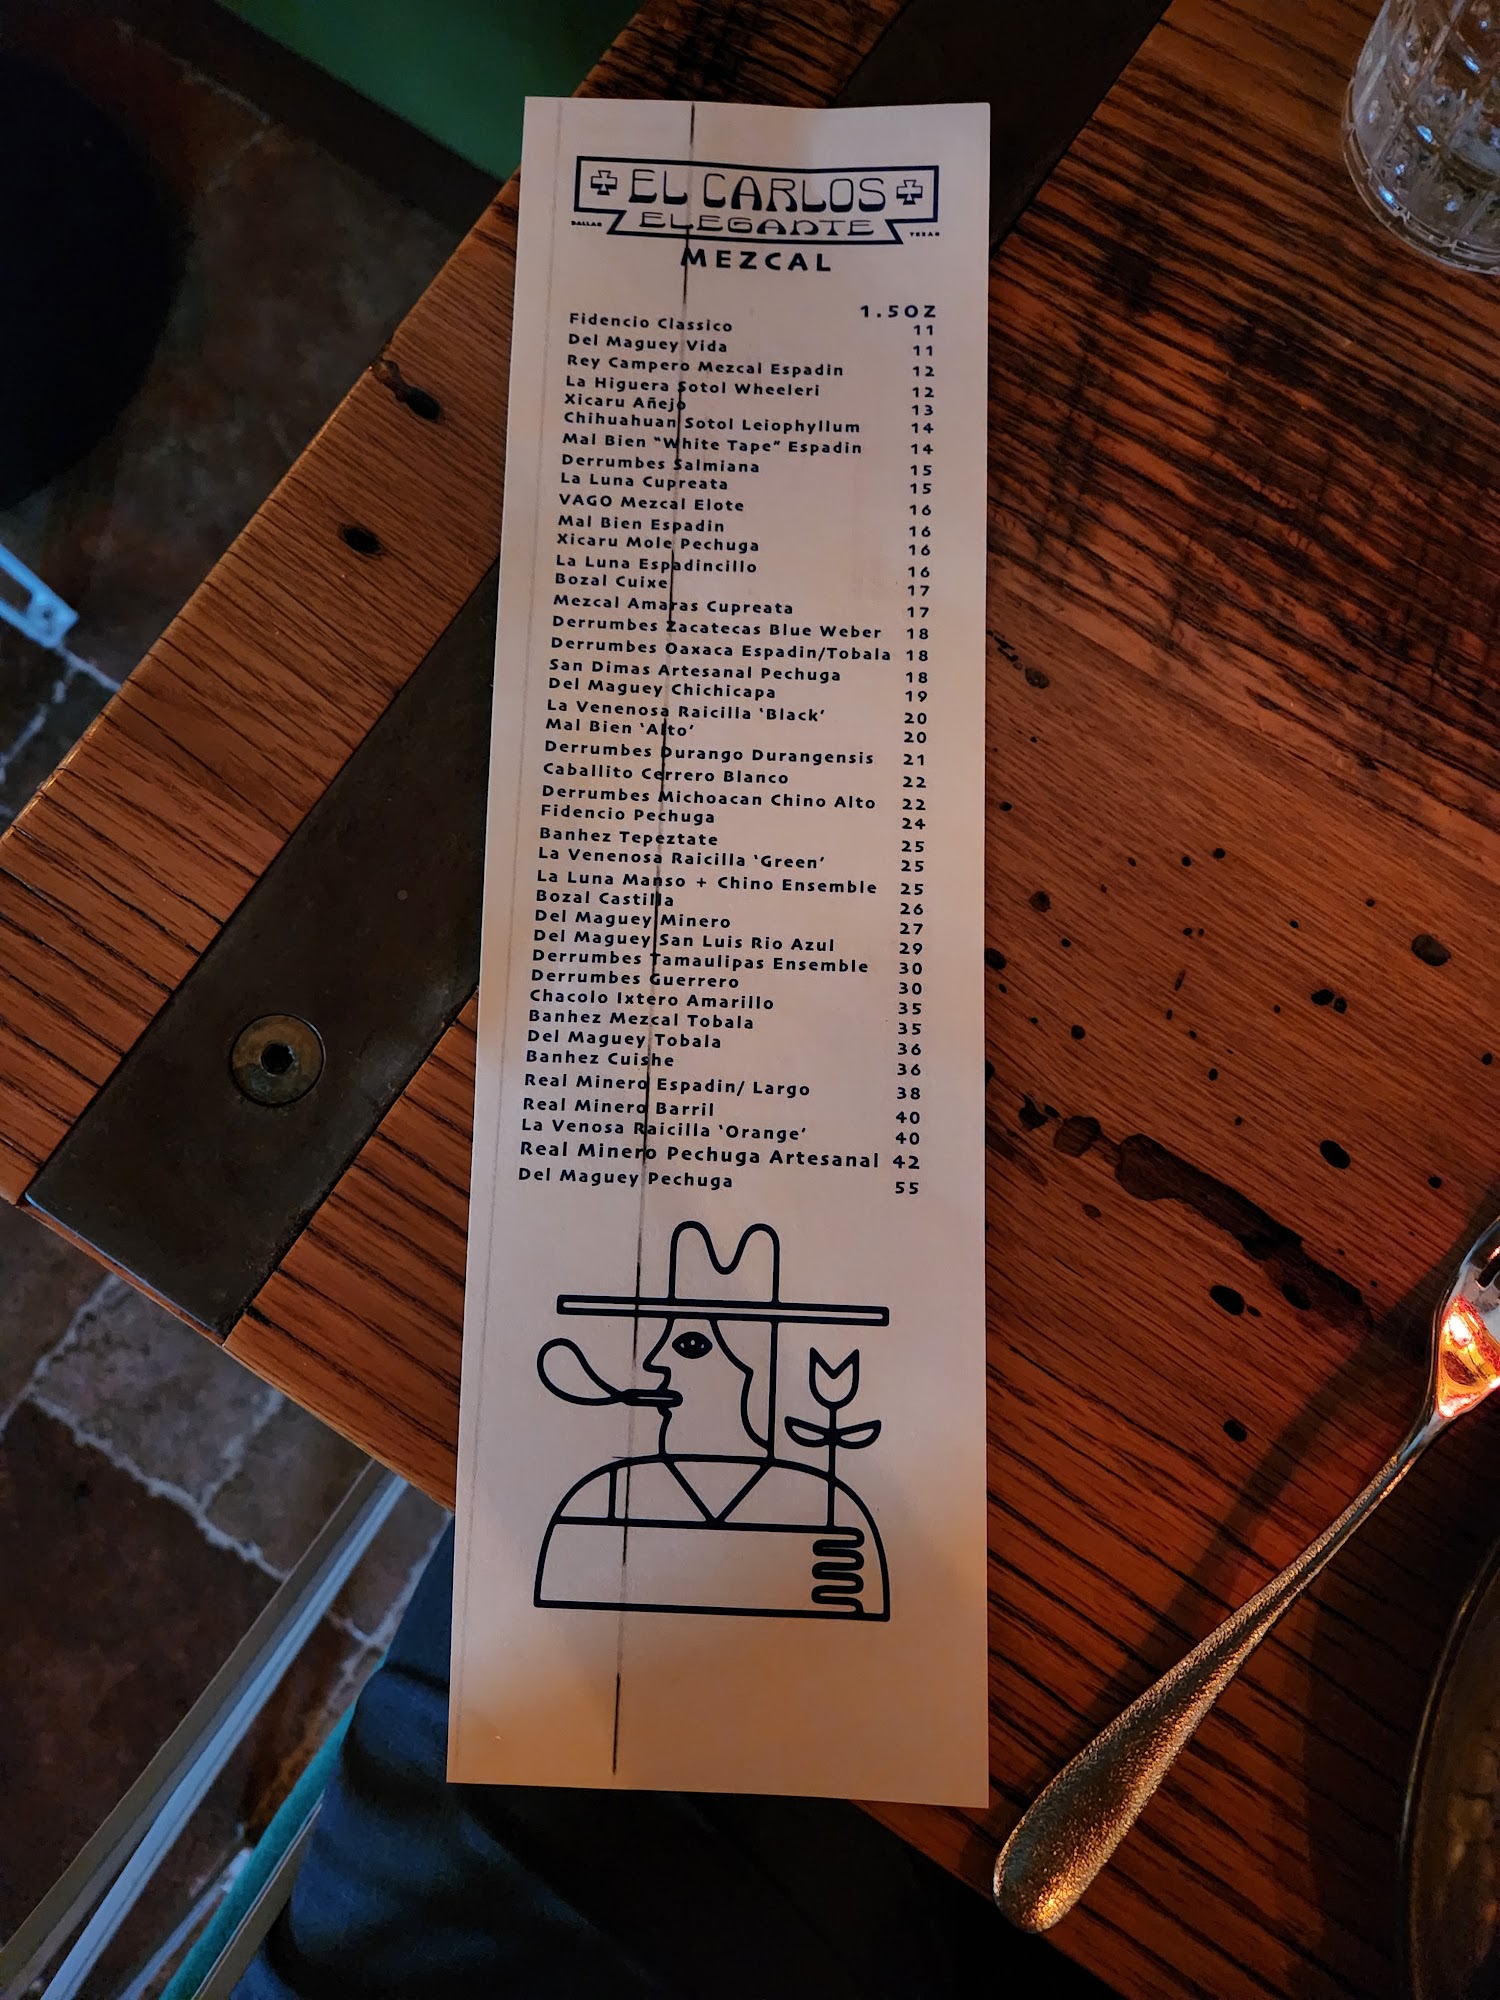 EL CARLOS
ELEGANTE
DALLAS TEXAS
MEZCAL
1.5OZ
Fidencio Classico 11
Del Maguey Vida 11
Rey Campero Mezcal Espadin 12
La Higuera Sotol Wheeleri 12
Xicaru Añejo 13
Chihuahuan Sotol Leiophyllum 14
Mal Bien "White Tape" Espadin 14
Derrumbes Salmiana 15
La Luna Cupreata 15
VAGO Mezcal Elote 16
Mal Bien Espadin 16
Xicaru Mole Pechuga 16
La Luna Espadincillo 16
Bozal Cuixe 17
Mezcal Amaras Cupreata 17
Derrumbes Zacatecas Blue Weber 18
Derrumbes Oaxaca Espadin/Tobala 18
San Dimas Artesanal Pechuga 18
Del Maguey Chichicapa 19
La Venenosa Raicilla 'Black' 20
Mal Bien 'Alto' 20
Derrumbes Durango Durangensis 21
Caballito Cerrero Blanco 22
Derrumbes Michoacan Chino Alto 22
Fidencio Pechuga 24
Banhez Tepeztate 25
La Venenosa Raicilla 'Green' 25
La Luna Manso + Chino Ensemble 25
Bozal Castilla 26
Del Maguey Minero 27
Del Maguey San Luis Rio Azul 29
Derrumbes Tamaulipas Ensemble 30
Derrumbes Guerrero 30
Chacolo Ixtero Amarillo 35
Banhez Mezcal Tobala 35
Del Maguey Tobala 36
Banhez Cuishe 36
Real Minero Espadin/ Largo 38
Real Minero Barril 40
La Venosa Raicilla 'Orange' 40
Real Minero Pechuga Artesanal 42
Del Maguey Pechuga 55